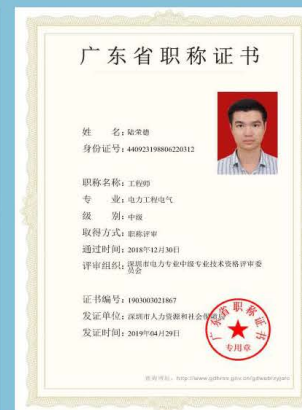 广东省职称证书
姓 名：陆荣德
身份证号：440923198806220312
职称名称：工程师
专 业：电力工程电气
级 别：中级
取得方式：职称评审
通过时间：2018年12月30日
评审组织：深圳市电力专业中级专业技术资格评审委
员会
证书编号：1903003021867
发证单位：深圳市人力资源和社会保障局
发证时间：2019年04月29日
广东省职称证书
专用章